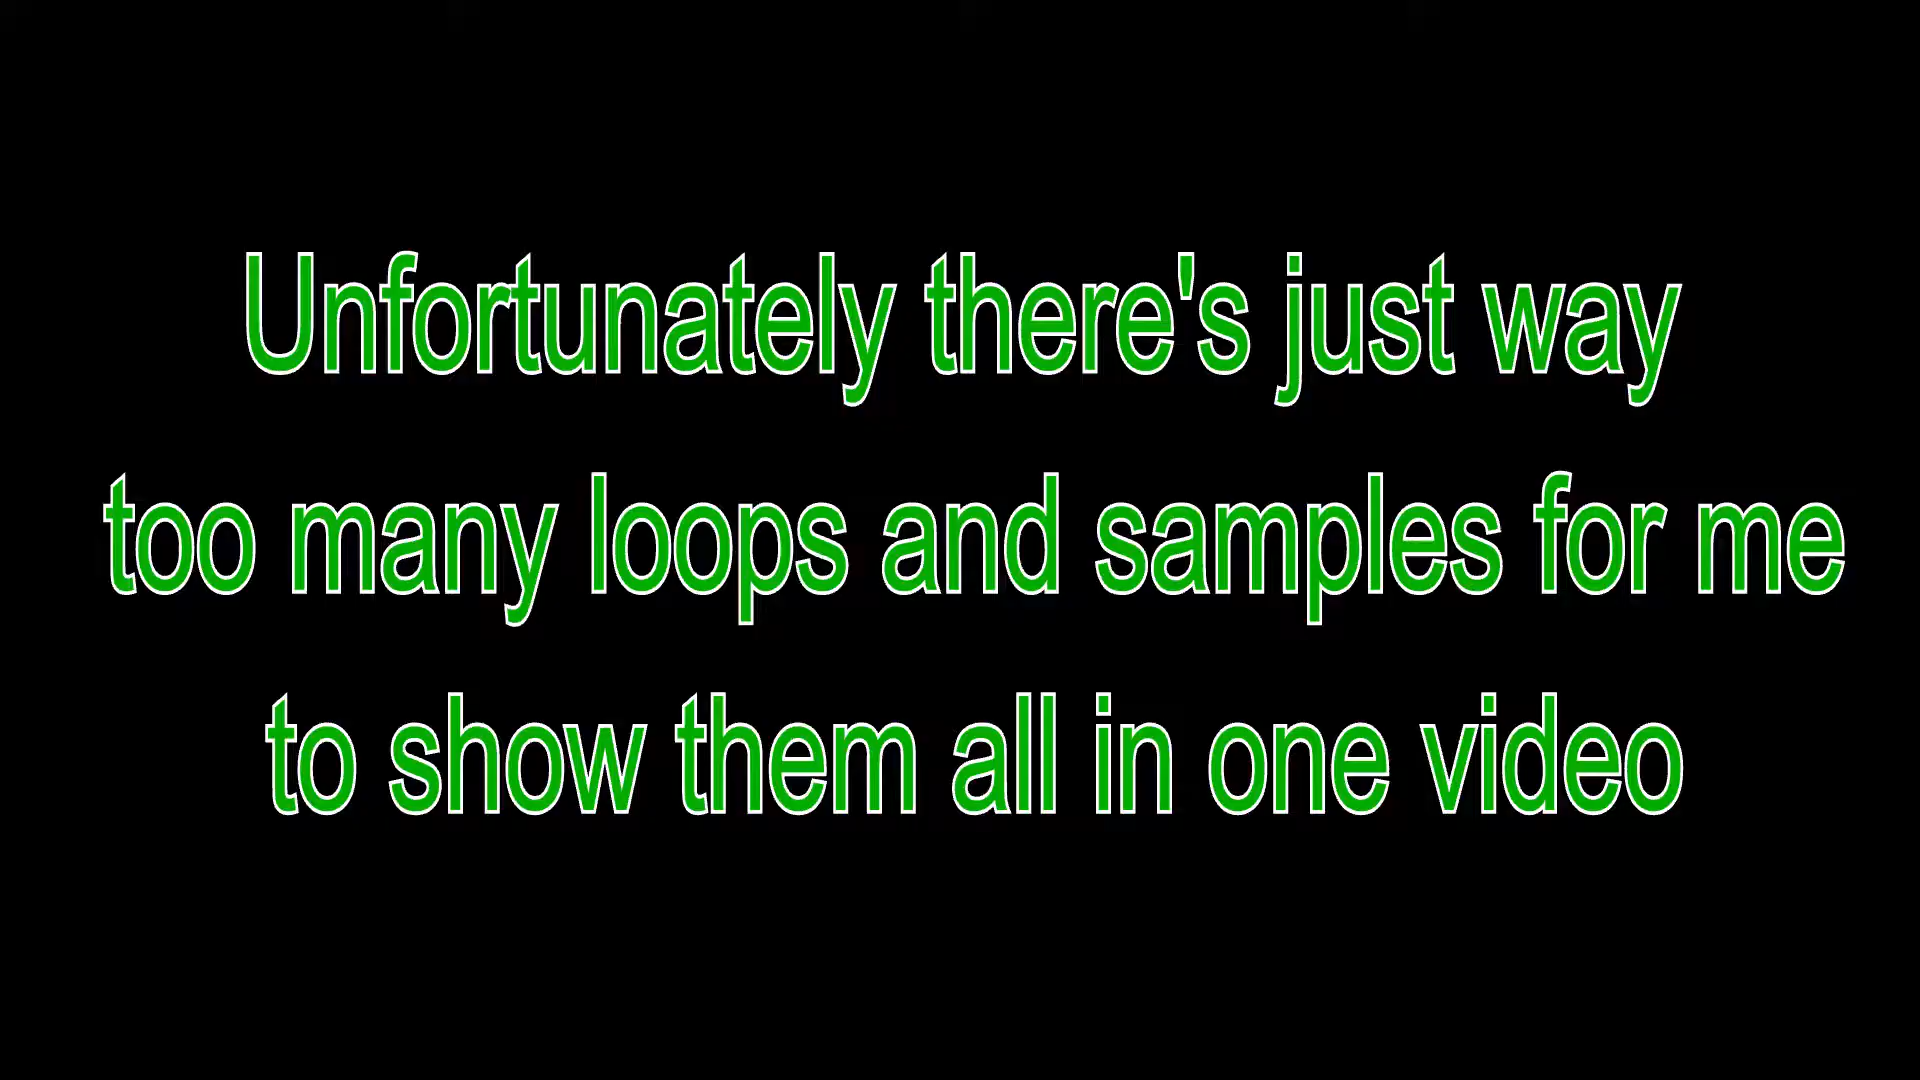 Unfortunately there's just way
too many loops and samples for me
to show them all in one video